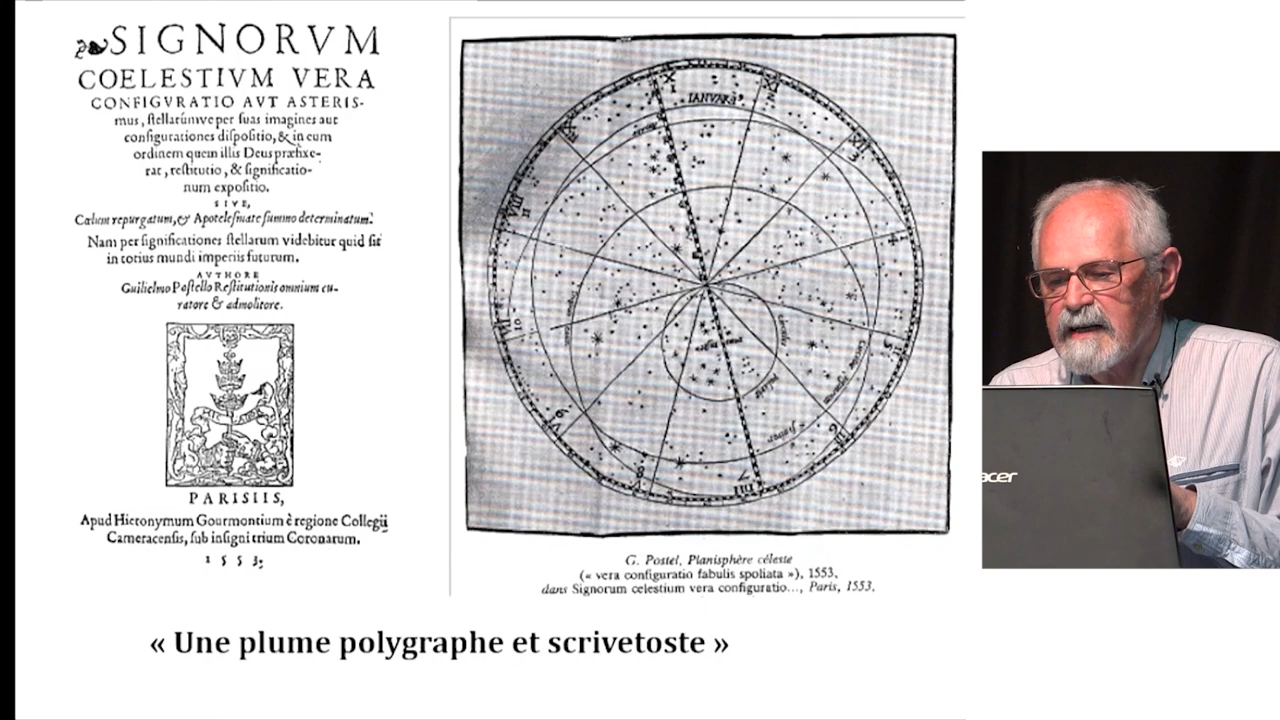 SIGNORVM
COELESTIVM VERA
CONFIGVRATIO AVT ASTERIS-
mus, stellarúmve per suas imagines aut
configurationes dispositio, & in eum
ordinem quem illis Deus præfixe-
rat, restitutio, & significatio-
num expositio.
SIVE,
Cœlum repurgatum, & Apotelesmate summo determinatum.
Nam per significationes stellarum videbitur quid sit
in totius mundi imperiis futurum.
AVTHORE
Guilielmo Postello Restitutionis omnium cu-
ratore & admolitore.
PARISIIS,
Apud Hieronymum Gourmontium è regione Collegij
Cameracensis, sub insigni trium Coronarum.
1553.
IANVARI
G. Postel, Planisphère céleste
(« vera configuratio fabulis spoliata »), 1553,
dans Signorum celestium vera configuratio..., Paris, 1553.
« Une plume polygraphe et scrivetoste »
acer